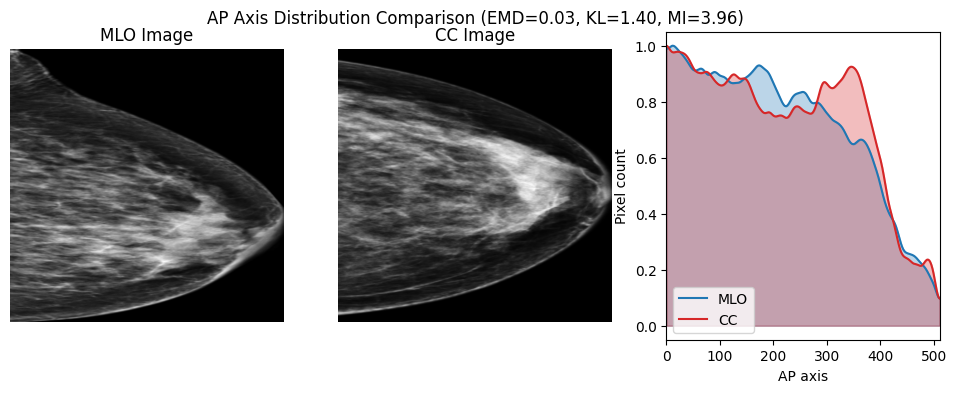 AP Axis Distribution Comparison (EMD=0.03, KL=1.40, MI=3.96)
MLO Image
CC Image
Pixel count
1.0
0.8
0.6
0.4
0.2
0.0
MLO
CC
0 100 200 300 400 500
AP axis